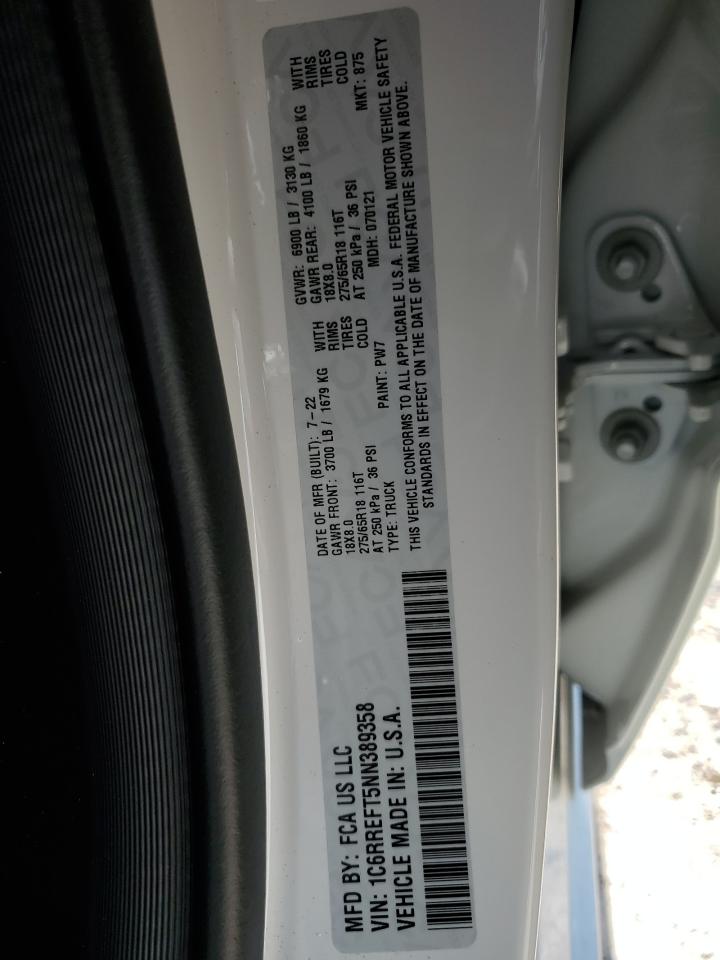 MFD BY: FCA US LLC
VIN: 1C6RREFT5NN389358
VEHICLE MADE IN: U.S.A.
DATE OF MFR (BUILT): 7-22
GAWR FRONT: 3700 LB / 1679 KG WITH
18X8.0 RIMS
275/65R18 116T TIRES
AT 250 kPa / 36 PSI COLD
TYPE: TRUCK
GVWR: 6900 LB / 3130 KG
GAWR REAR: 4100 LB / 1860 KG WITH
18X8.0 RIMS
275/65R18 116T TIRES
AT 250 kPa / 36 PSI COLD
PAINT: PW7 MDH: 070121 MKT: 875
THIS VEHICLE CONFORMS TO ALL APPLICABLE U.S.A. FEDERAL MOTOR VEHICLE SAFETY
STANDARDS IN EFFECT ON THE DATE OF MANUFACTURE SHOWN ABOVE.